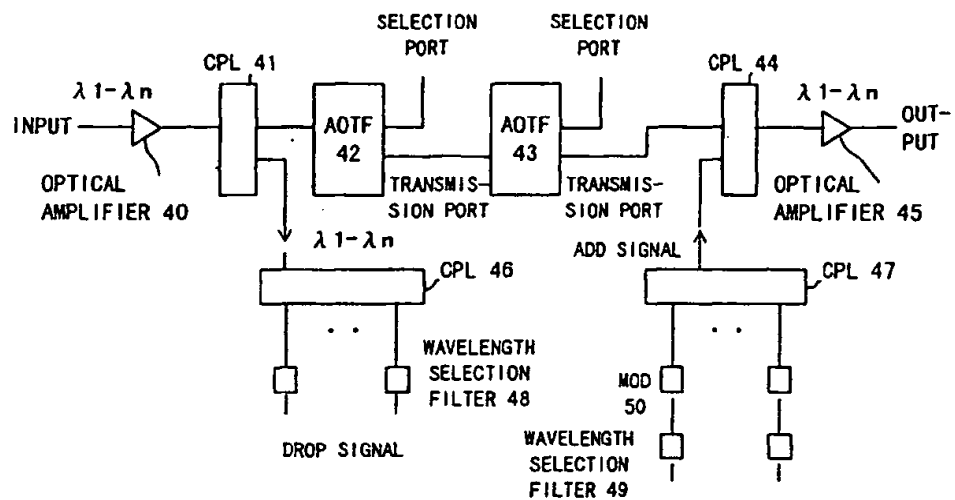 SELECTION
PORT
SELECTION
PORT
CPL 41
CPL 44
λ1-λn
λ1-λn
INPUT
AOTF
42
AOTF
43
OUT-
PUT
OPTICAL
AMPLIFIER 40
TRANSMIS-
SION PORT
TRANSMIS-
SION PORT
OPTICAL
AMPLIFIER 45
λ1-λn
ADD SIGNAL
CPL 46
CPL 47
WAVELENGTH
SELECTION
FILTER 48
MOD
50
DROP SIGNAL
WAVELENGTH
SELECTION
FILTER 49